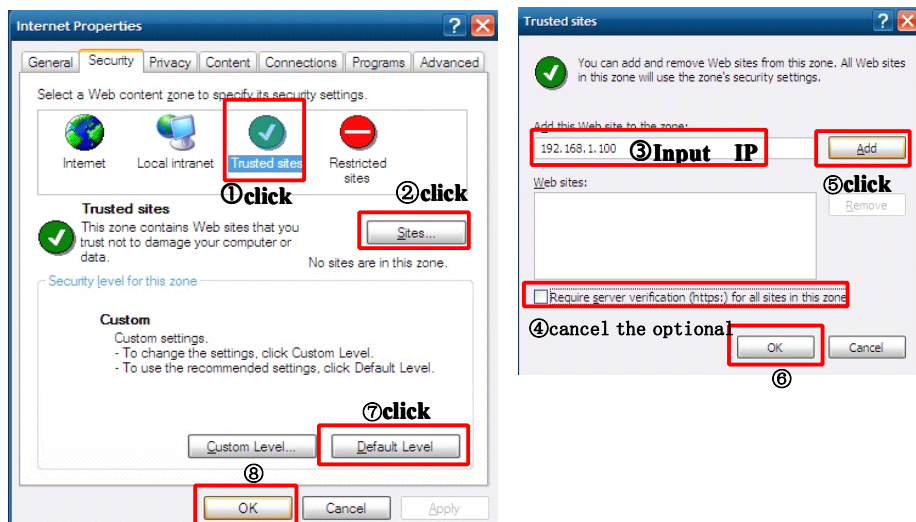 Internet Properties
General Security Privacy Content Connections Programs Advanced
Select a Web content zone to specify its security settings.
Internet Local intranet Trusted sites Restricted sites
①click
②click
Trusted sites
This zone contains Web sites that you
trust not to damage your computer or
data.
Sites...
No sites are in this zone.
Security level for this zone
Custom
Custom settings.
- To change the settings, click Custom Level.
- To use the recommended settings, click Default Level.
⑦click
Custom Level... Default Level
⑧
OK Cancel Apply
Trusted sites
You can add and remove Web sites from this zone. All Web sites
in this zone will use the zone's security settings.
Add this Web site to the zone:
192.168.1.100 ③Input IP Add
⑤click
Web sites:
Remove
Require server verification (https:) for all sites in this zone
④cancel the optional
OK Cancel
⑥